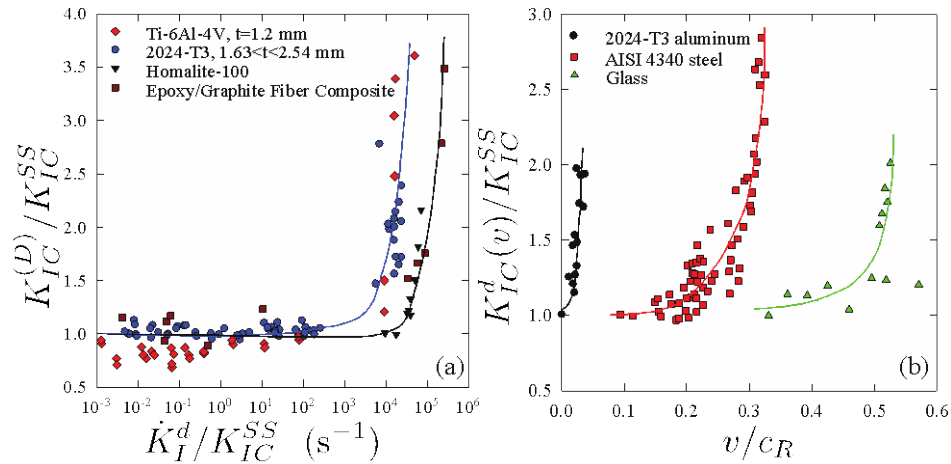 Ti-6Al-4V, t=1.2 mm
2024-T3, 1.63<t<2.54 mm
Homalite-100
Epoxy/Graphite Fiber Composite
4.0
3.5
3.0
2.5
2.0
1.5
1.0
0.5
K_{IC}^{(D)}/K_{IC}^{SS}
(a)
10^{-3} 10^{-2} 10^{-1} 10^{0} 10^{1} 10^{2} 10^{3} 10^{4} 10^{5} 10^{6}
K̇_{I}^{d}/K_{IC}^{SS} (s^{-1})
2024-T3 aluminum
AISI 4340 steel
Glass
3.0
2.5
2.0
1.5
1.0
0.5
K_{IC}^{d}(v)/K_{IC}^{SS}
(b)
0.0 0.1 0.2 0.3 0.4 0.5 0.6
v/c_{R}